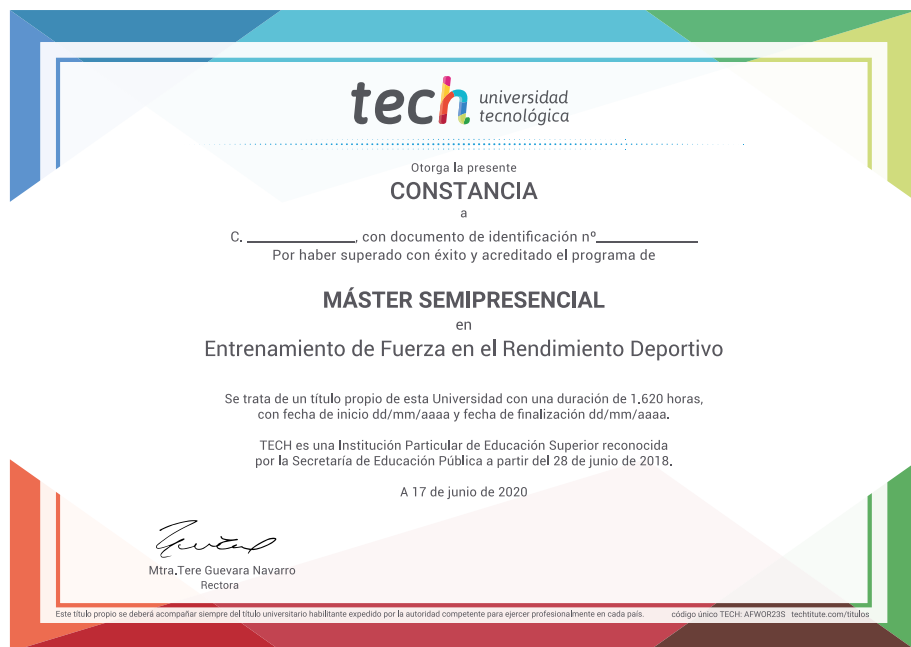 tech universidad
tecnológica
Otorga la presente
CONSTANCIA
a
C. ____________, con documento de identificación nº____________
Por haber superado con éxito y acreditado el programa de
MÁSTER SEMIPRESENCIAL
en
Entrenamiento de Fuerza en el Rendimiento Deportivo
Se trata de un título propio de esta Universidad con una duración de 1.620 horas,
con fecha de inicio dd/mm/aaaa y fecha de finalización dd/mm/aaaa.
TECH es una Institución Particular de Educación Superior reconocida
por la Secretaría de Educación Pública a partir del 28 de junio de 2018.
A 17 de junio de 2020
Mtra.Tere Guevara Navarro
Rectora
Este título propio se deberá acompañar siempre del título universitario habilitante expedido por la autoridad competente para ejercer profesionalmente en cada país. código único TECH: AFWOR23S techtitute.com/titulos